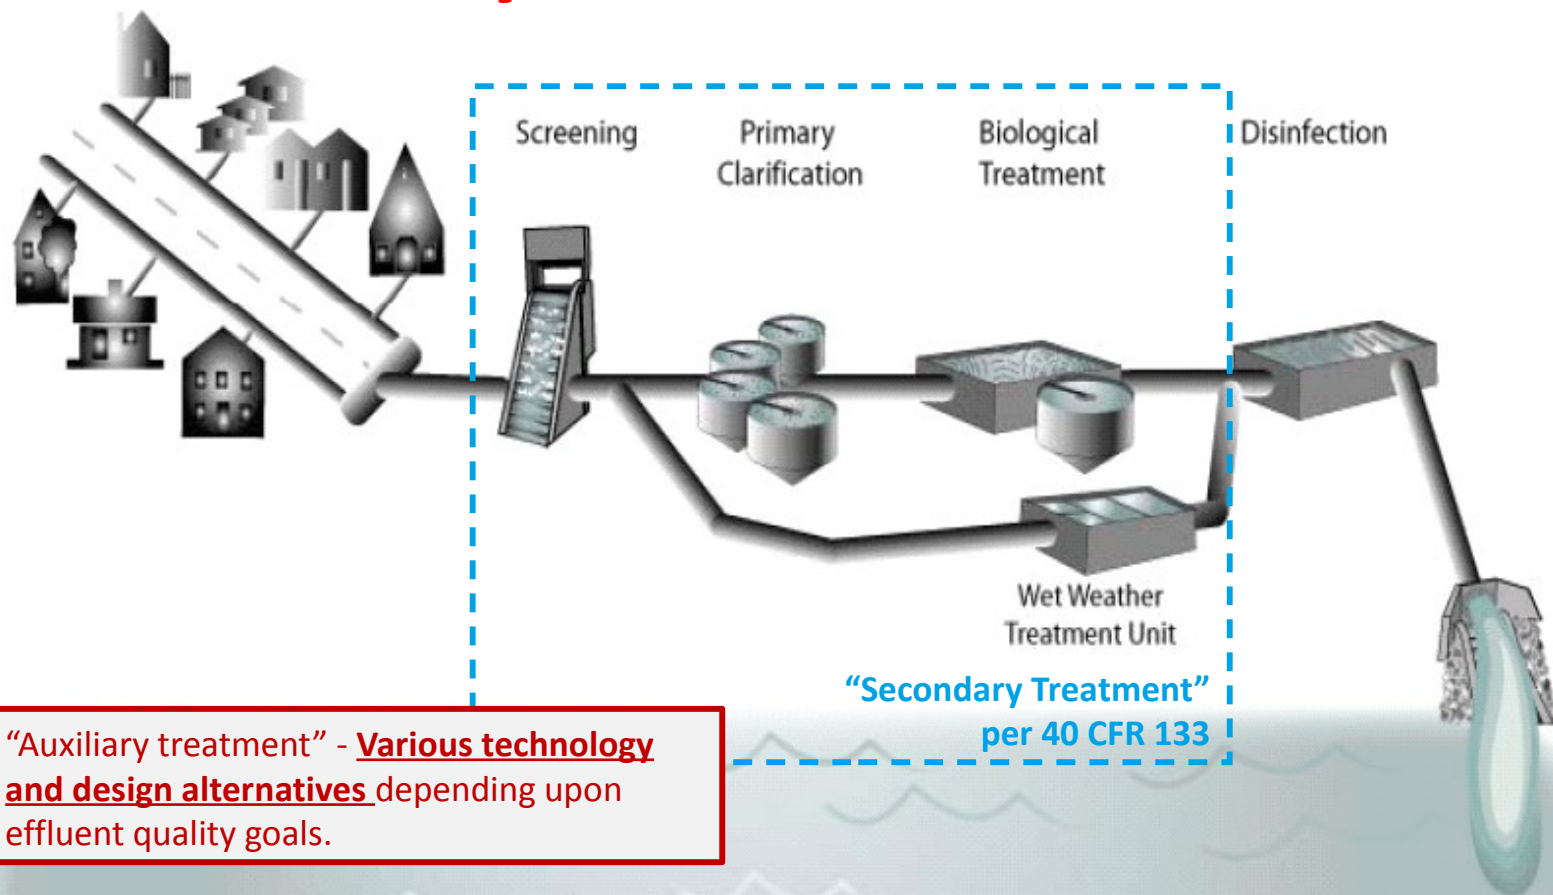 Screening
Primary
Clarification
Biological
Treatment
Disinfection
Wet Weather
Treatment Unit
“Secondary Treatment”
per 40 CFR 133
“Auxiliary treatment” - Various technology
and design alternatives depending upon
effluent quality goals.